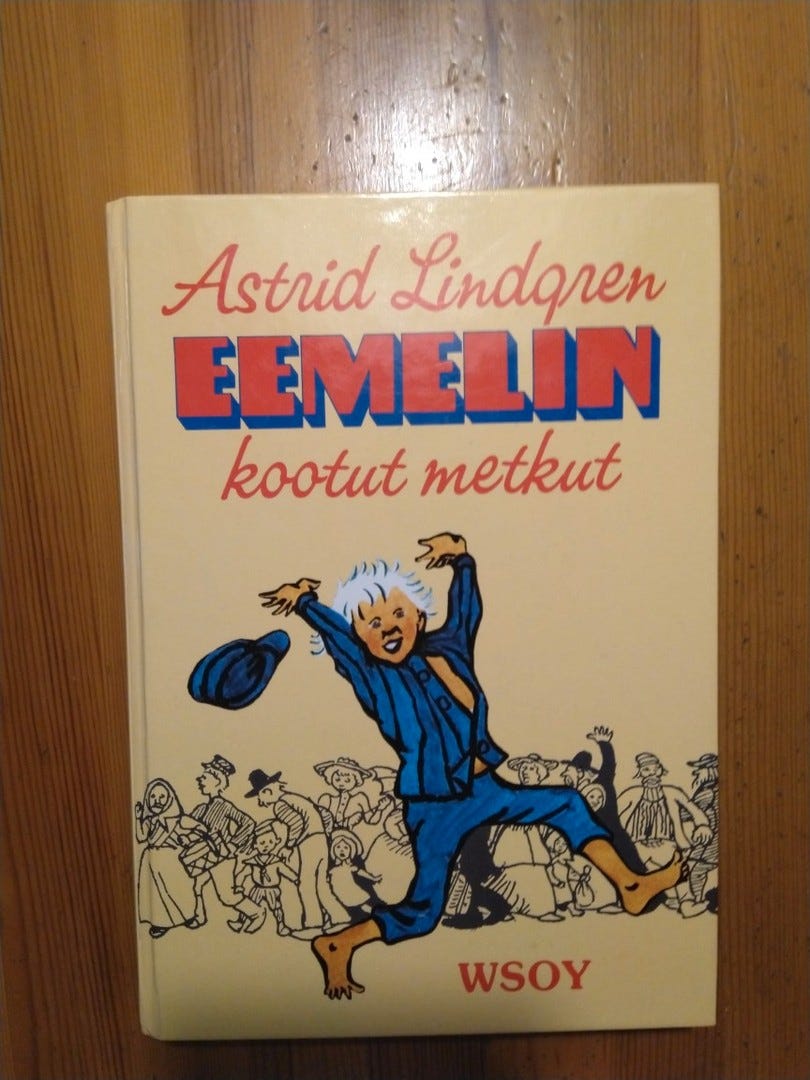 Astrid Lindgren
EEMELIN
kootut metkut
WSOY